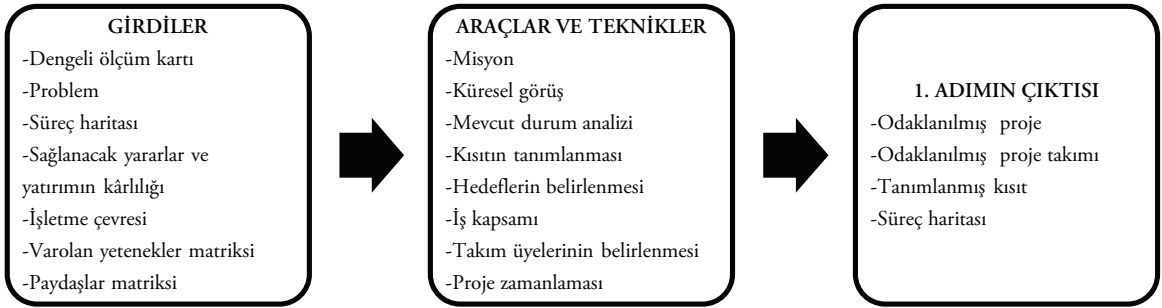 GİRDİLER
-Dengeli ölçüm kartı
-Problem
-Süreç haritası
-Sağlanacak yararlar ve
yatırımın kârlılığı
-İşletme çevresi
-Varolan yetenekler matriksi
-Paydaşlar matriksi
ARAÇLAR VE TEKNİKLER
-Misyon
-Küresel görüş
-Mevcut durum analizi
-Kısıtın tanımlanması
-Hedeflerin belirlenmesi
-İş kapsamı
-Takım üyelerinin belirlenmesi
-Proje zamanlaması
1. ADIMIN ÇIKTISI
-Odaklanılmış proje
-Odaklanılmış proje takımı
-Tanımlanmış kısıt
-Süreç haritası